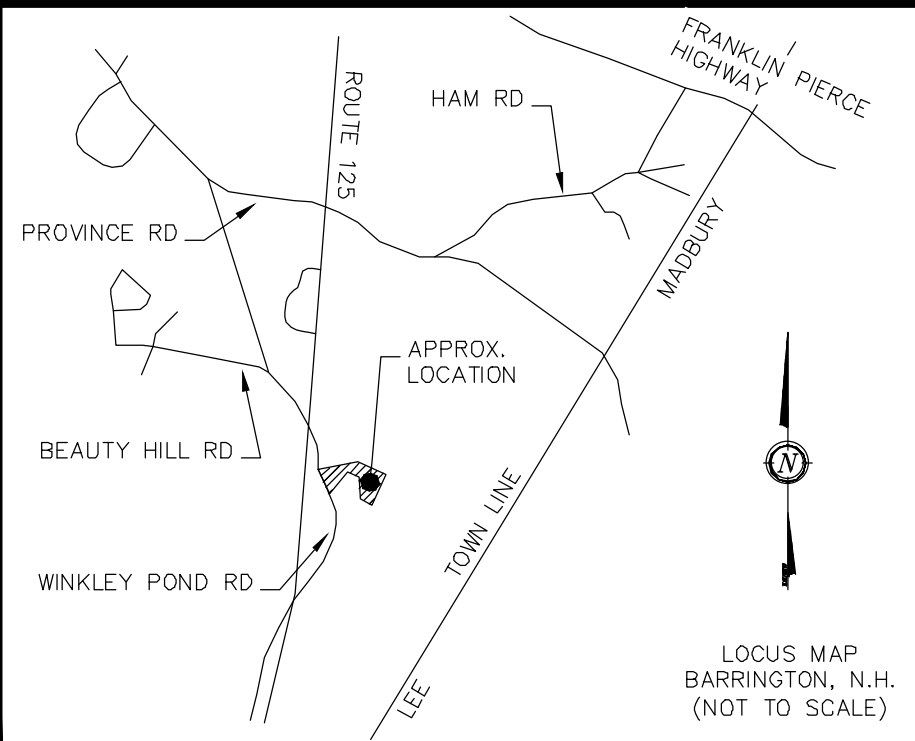 FRANKLIN PIERCE
HIGHWAY
HAM RD
ROUTE 125
PROVINCE RD
MADBURY
APPROX.
LOCATION
BEAUTY HILL RD
N
TOWN LINE
WINKLEY POND RD
LEE
LOCUS MAP
BARRINGTON, N.H.
(NOT TO SCALE)